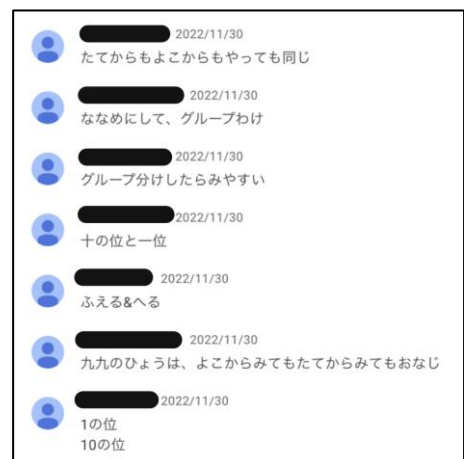 2022/11/30
たてからもよこからもやっても同じ
2022/11/30
ななめにして、グループわけ
2022/11/30
グループ分けしたらみやすい
2022/11/30
十の位と一位
2022/11/30
ふえる&へる
2022/11/30
九九のひょうは、よこからみてもたてからみてもおなじ
2022/11/30
1の位
10の位